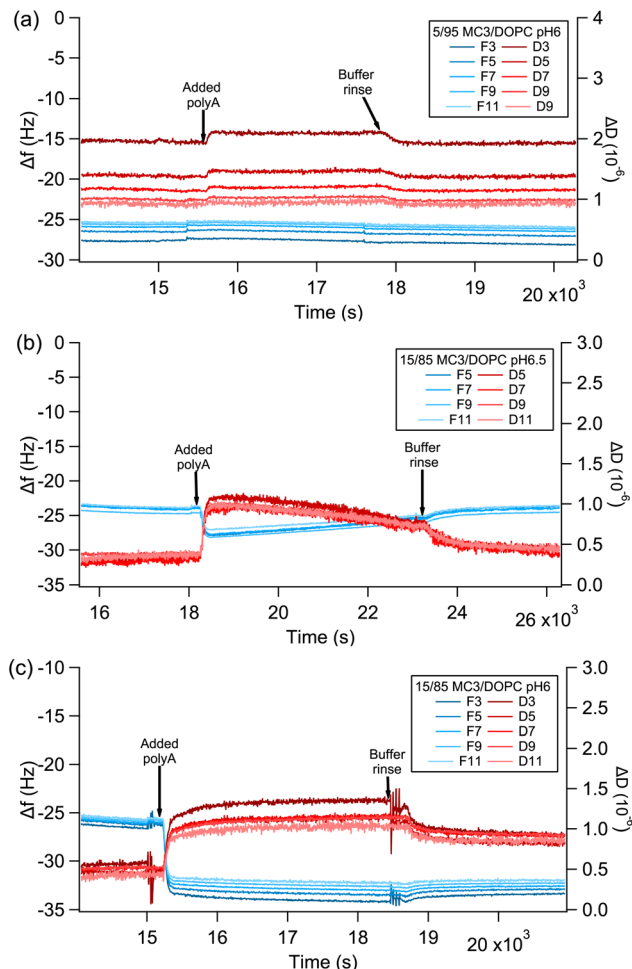 (a)
0
-5
-10
-15
-20
-25
-30
Δf (Hz)
4
3
2
1
0
ΔD (10⁻⁶)
5/95 MC3/DOPC pH6
F3 D3
F5 D5
F7 D7
F9 D9
F11 D9
Added
polyA
Buffer
rinse
15 16 17 18 19 20 x10³
Time (s)
(b)
0
-5
-10
-15
-20
-25
-30
-35
Δf (Hz)
3.0
2.5
2.0
1.5
1.0
0.5
0.0
ΔD (10⁻⁶)
15/85 MC3/DOPC pH6.5
F5 D5
F7 D7
F9 D9
F11 D11
Added
polyA
Buffer
rinse
16 18 20 22 24 26 x10³
Time (s)
(c)
-10
-15
-20
-25
-30
-35
Δf (Hz)
3.0
2.5
2.0
1.5
1.0
0.5
0.0
ΔD (10⁻⁶)
15/85 MC3/DOPC pH6
F3 D3
F5 D5
F7 D7
F9 D9
F11 D11
Added
polyA
Buffer
rinse
15 16 17 18 19 20 x10³
Time (s)